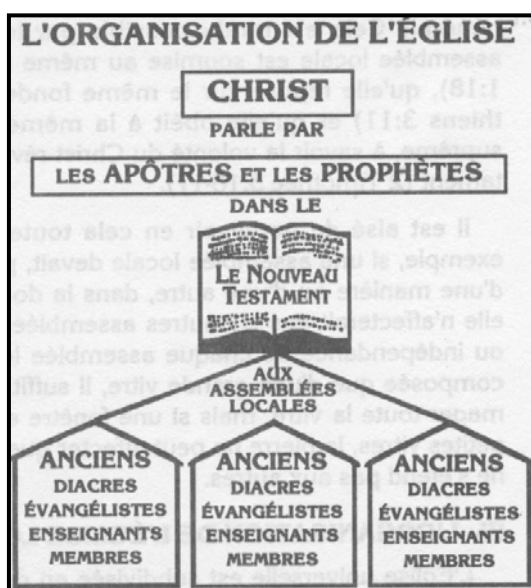 L'ORGANISATION DE L'ÉGLISE
CHRIST
PARLE PAR
LES APÔTRES ET LES PROPHÈTES
DANS LE
LE NOUVEAU
TESTAMENT
AUX
ASSEMBLÉES
LOCALES
ANCIENS
DIACRES
ÉVANGÉLISTES
ENSEIGNANTS
MEMBRES
ANCIENS
DIACRES
ÉVANGÉLISTES
ENSEIGNANTS
MEMBRES
ANCIENS
DIACRES
ÉVANGÉLISTES
ENSEIGNANTS
MEMBRES